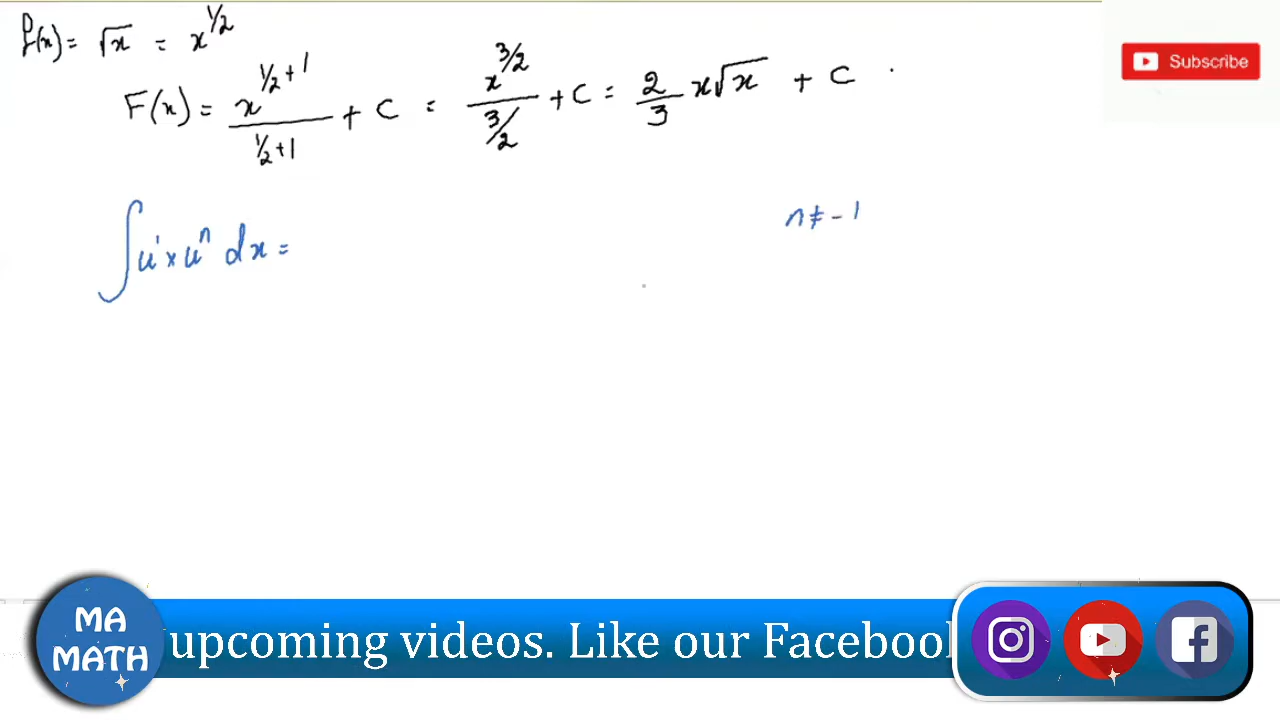 f(x) = √x = x^(1/2)
Subscribe
F(x) = x^(1/2+1) / (1/2+1) + C = x^(3/2) / (3/2) + C = 2/3 x√x + C
∫ u' × u^n dx = n ≠ -1
MA MATH
upcoming videos. Like our Facebook